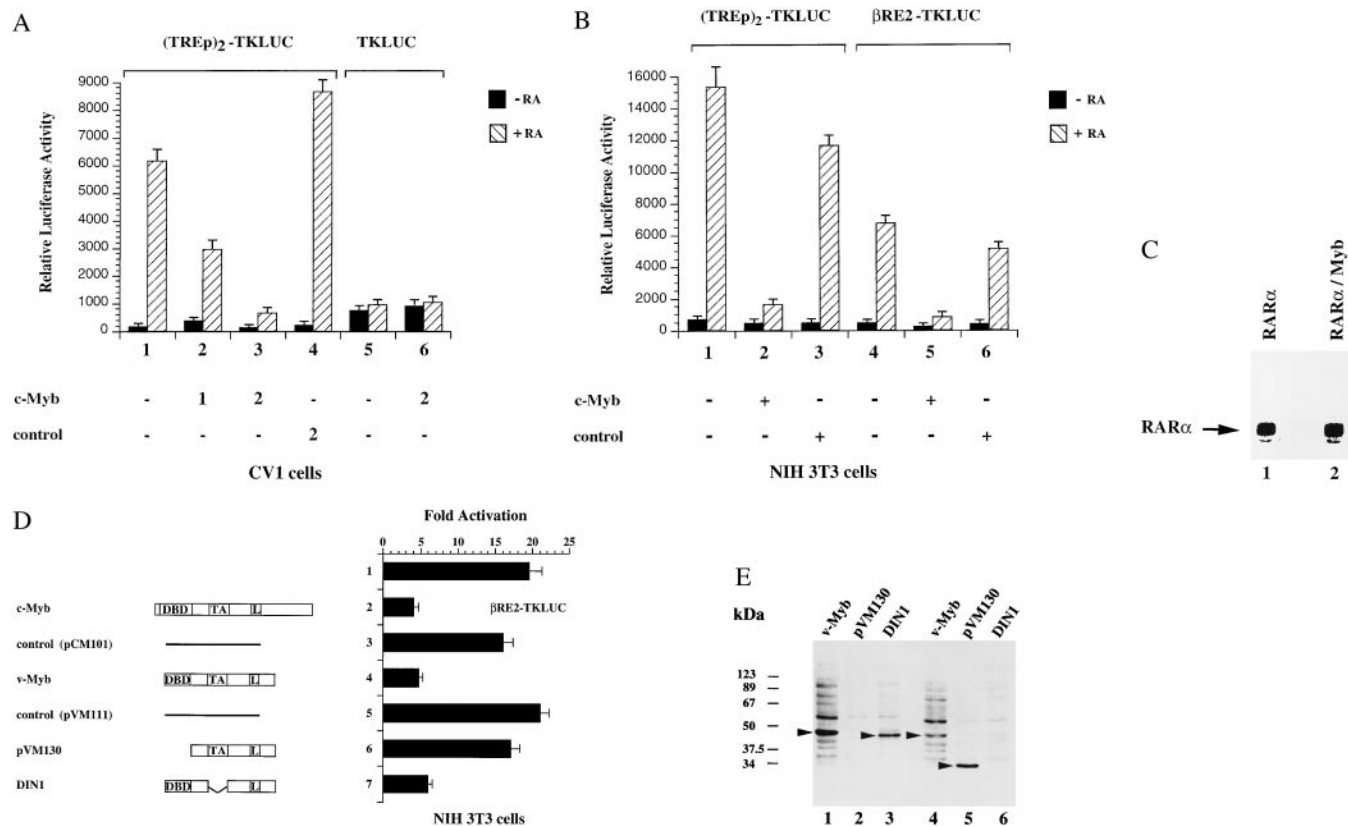 A
(TREp)2 -TKLUC
TKLUC
Relative Luciferase Activity
9000
8000
7000
6000
5000
4000
3000
2000
1000
0
- RA
+ RA
1 2 3 4 5 6
c-Myb - 1 2 - - 2
control - - - 2 - -
CV1 cells
B
(TREp)2 -TKLUC
βRE2 -TKLUC
Relative Luciferase Activity
16000
14000
12000
10000
8000
6000
4000
2000
0
- RA
+ RA
1 2 3 4 5 6
c-Myb - + - - + -
control - - + - - +
NIH 3T3 cells
C
RARα
RARα / Myb
RARα
1 2
D
Fold Activation
0 5 10 15 20 25
1
c-Myb DBD TA L 2 βRE2-TKLUC
control (pCM101) 3
v-Myb DBD TA L 4
control (pVM111) 5
pVM130 TA L 6
DIN1 DBD L 7
NIH 3T3 cells
E
kDa
v-Myb pVM130 DIN1 v-Myb pVM130 DIN1
123
89
67
50
37.5
34
1 2 3 4 5 6